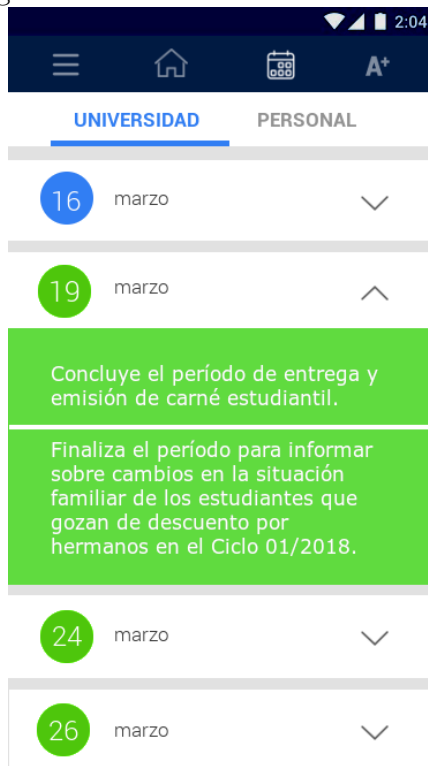 2:04
A+
UNIVERSIDAD PERSONAL
16 marzo
19 marzo
Concluye el período de entrega y
emisión de carné estudiantil.
Finaliza el período para informar
sobre cambios en la situación
familiar de los estudiantes que
gozan de descuento por
hermanos en el Ciclo 01/2018.
24 marzo
26 marzo